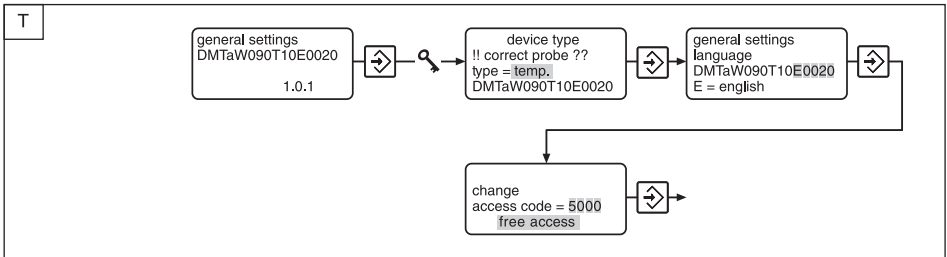 T
general settings
DMTaW090T10E0020
1.0.1
device type
!! correct probe ??
type = temp.
DMTaW090T10E0020
general settings
language
DMTaW090T10E0020
E = english
change
access code = 5000
free access